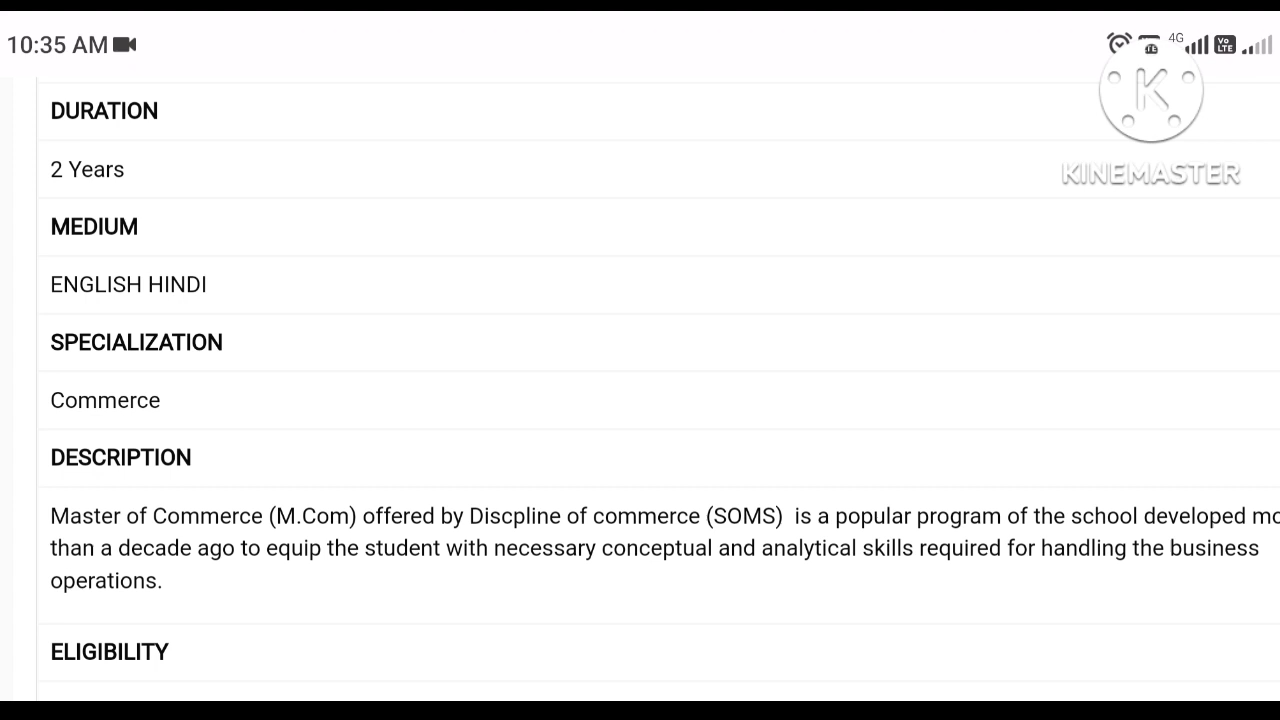 10:35 AM
4G
Vo LTE
K
KINEMASTER
DURATION
2 Years
MEDIUM
ENGLISH HINDI
SPECIALIZATION
Commerce
DESCRIPTION
Master of Commerce (M.Com) offered by Discpline of commerce (SOMS) is a popular program of the school developed
than a decade ago to equip the student with necessary conceptual and analytical skills required for handling the business
operations.
ELIGIBILITY